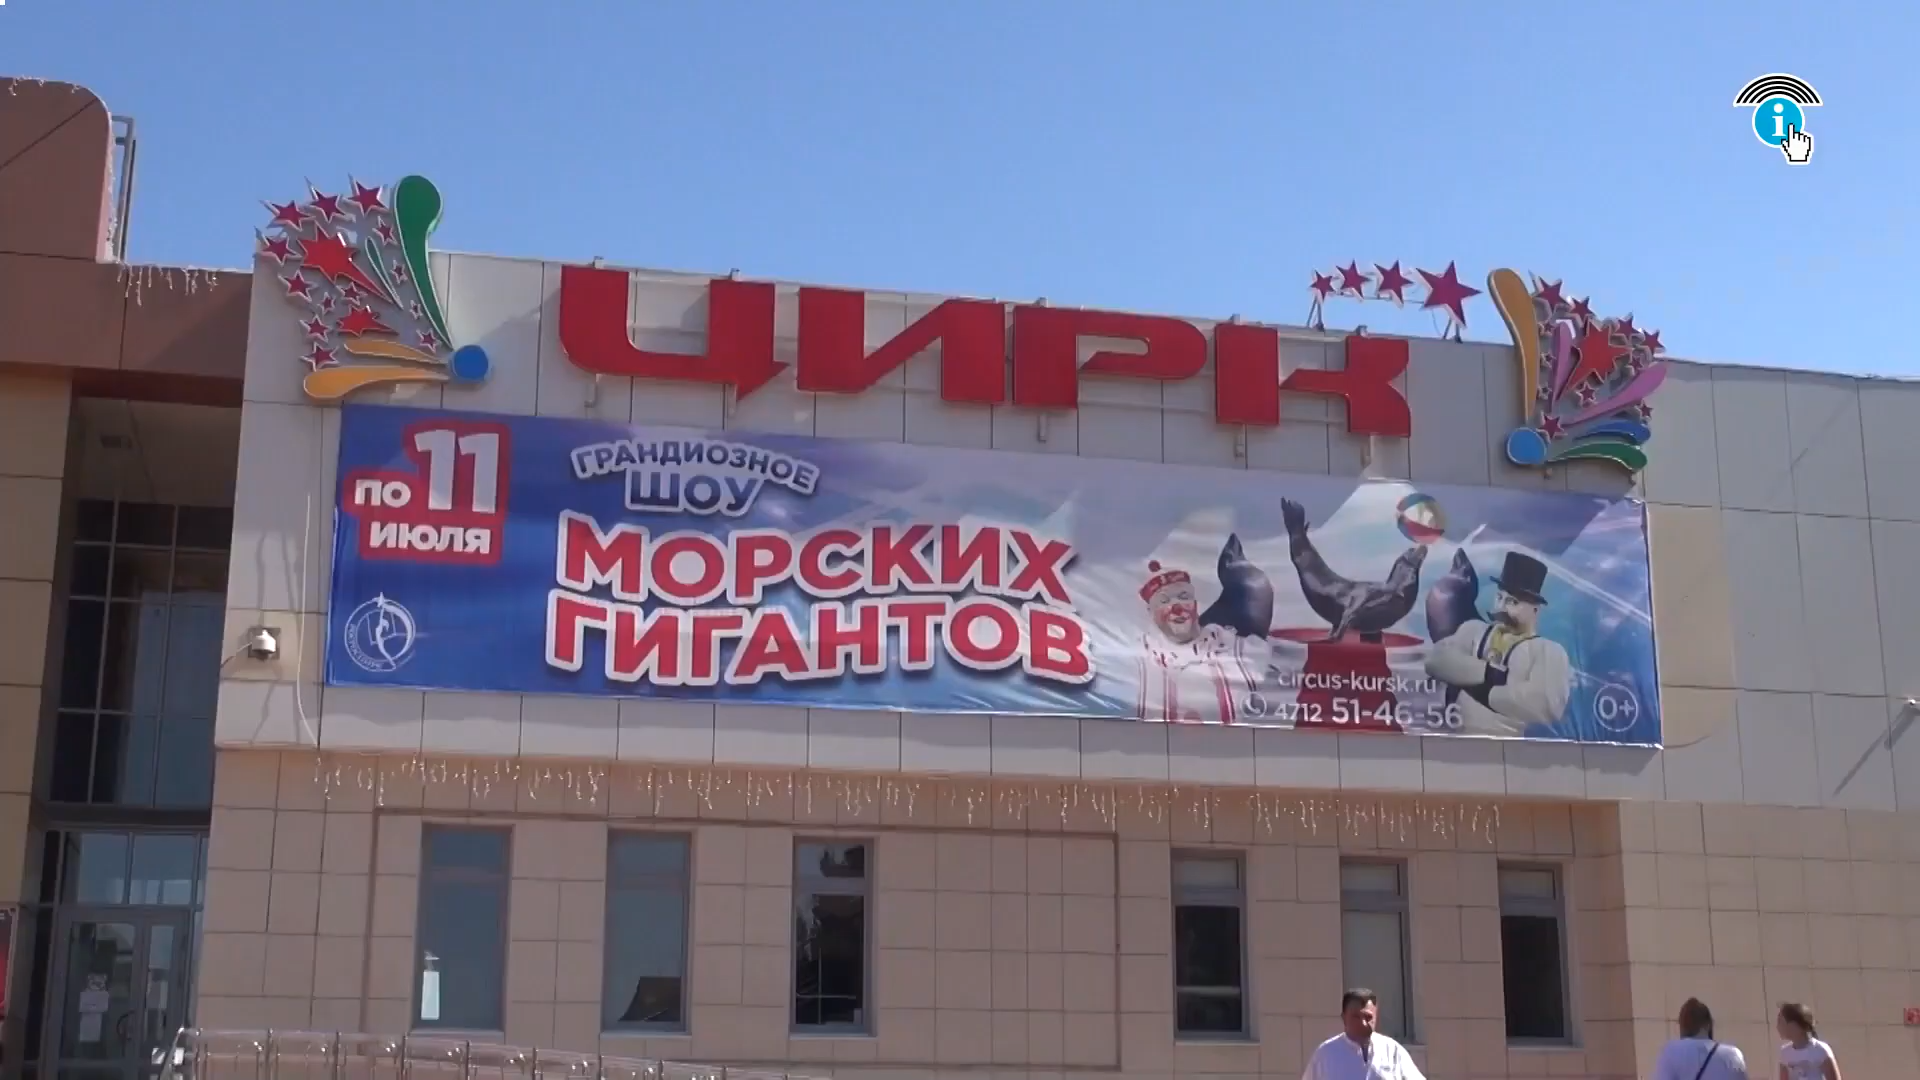 ЦИРК
ПО 11
ИЮЛЯ
ГРАНДИОЗНОЕ
ШОУ
МОРСКИХ
ГИГАНТОВ
circus-kursk.ru
4712 51-46-56
0+
i